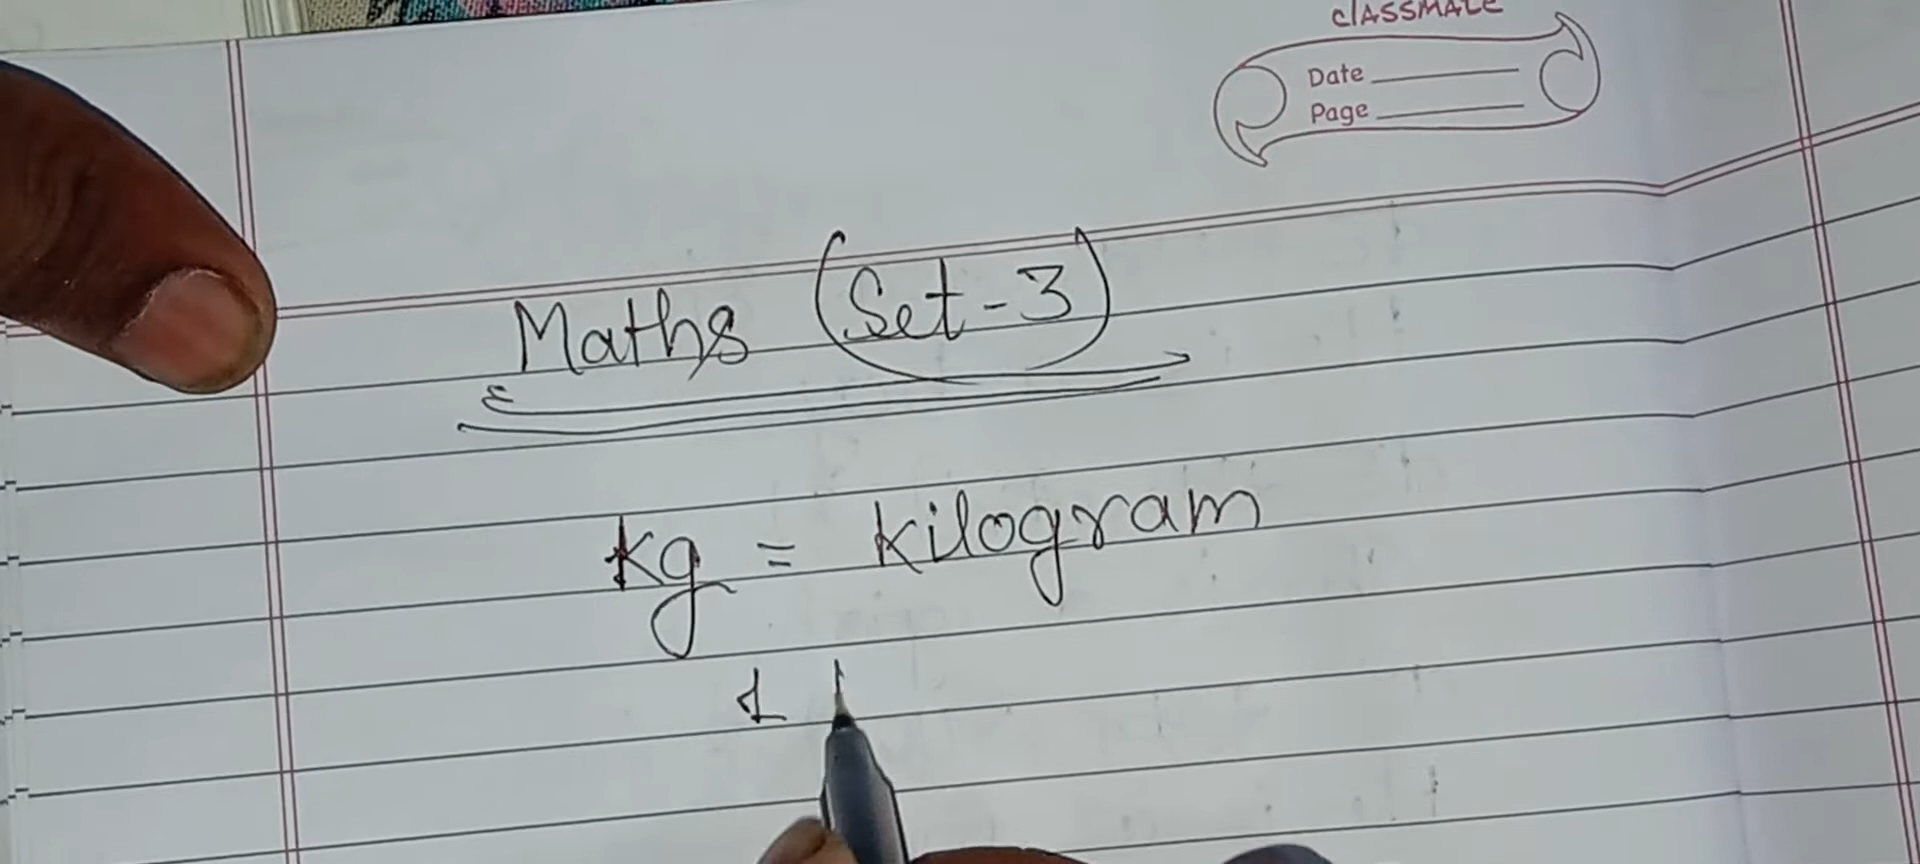 classmate
Date
Page
Maths (Set-3)
kg = kilogram
1